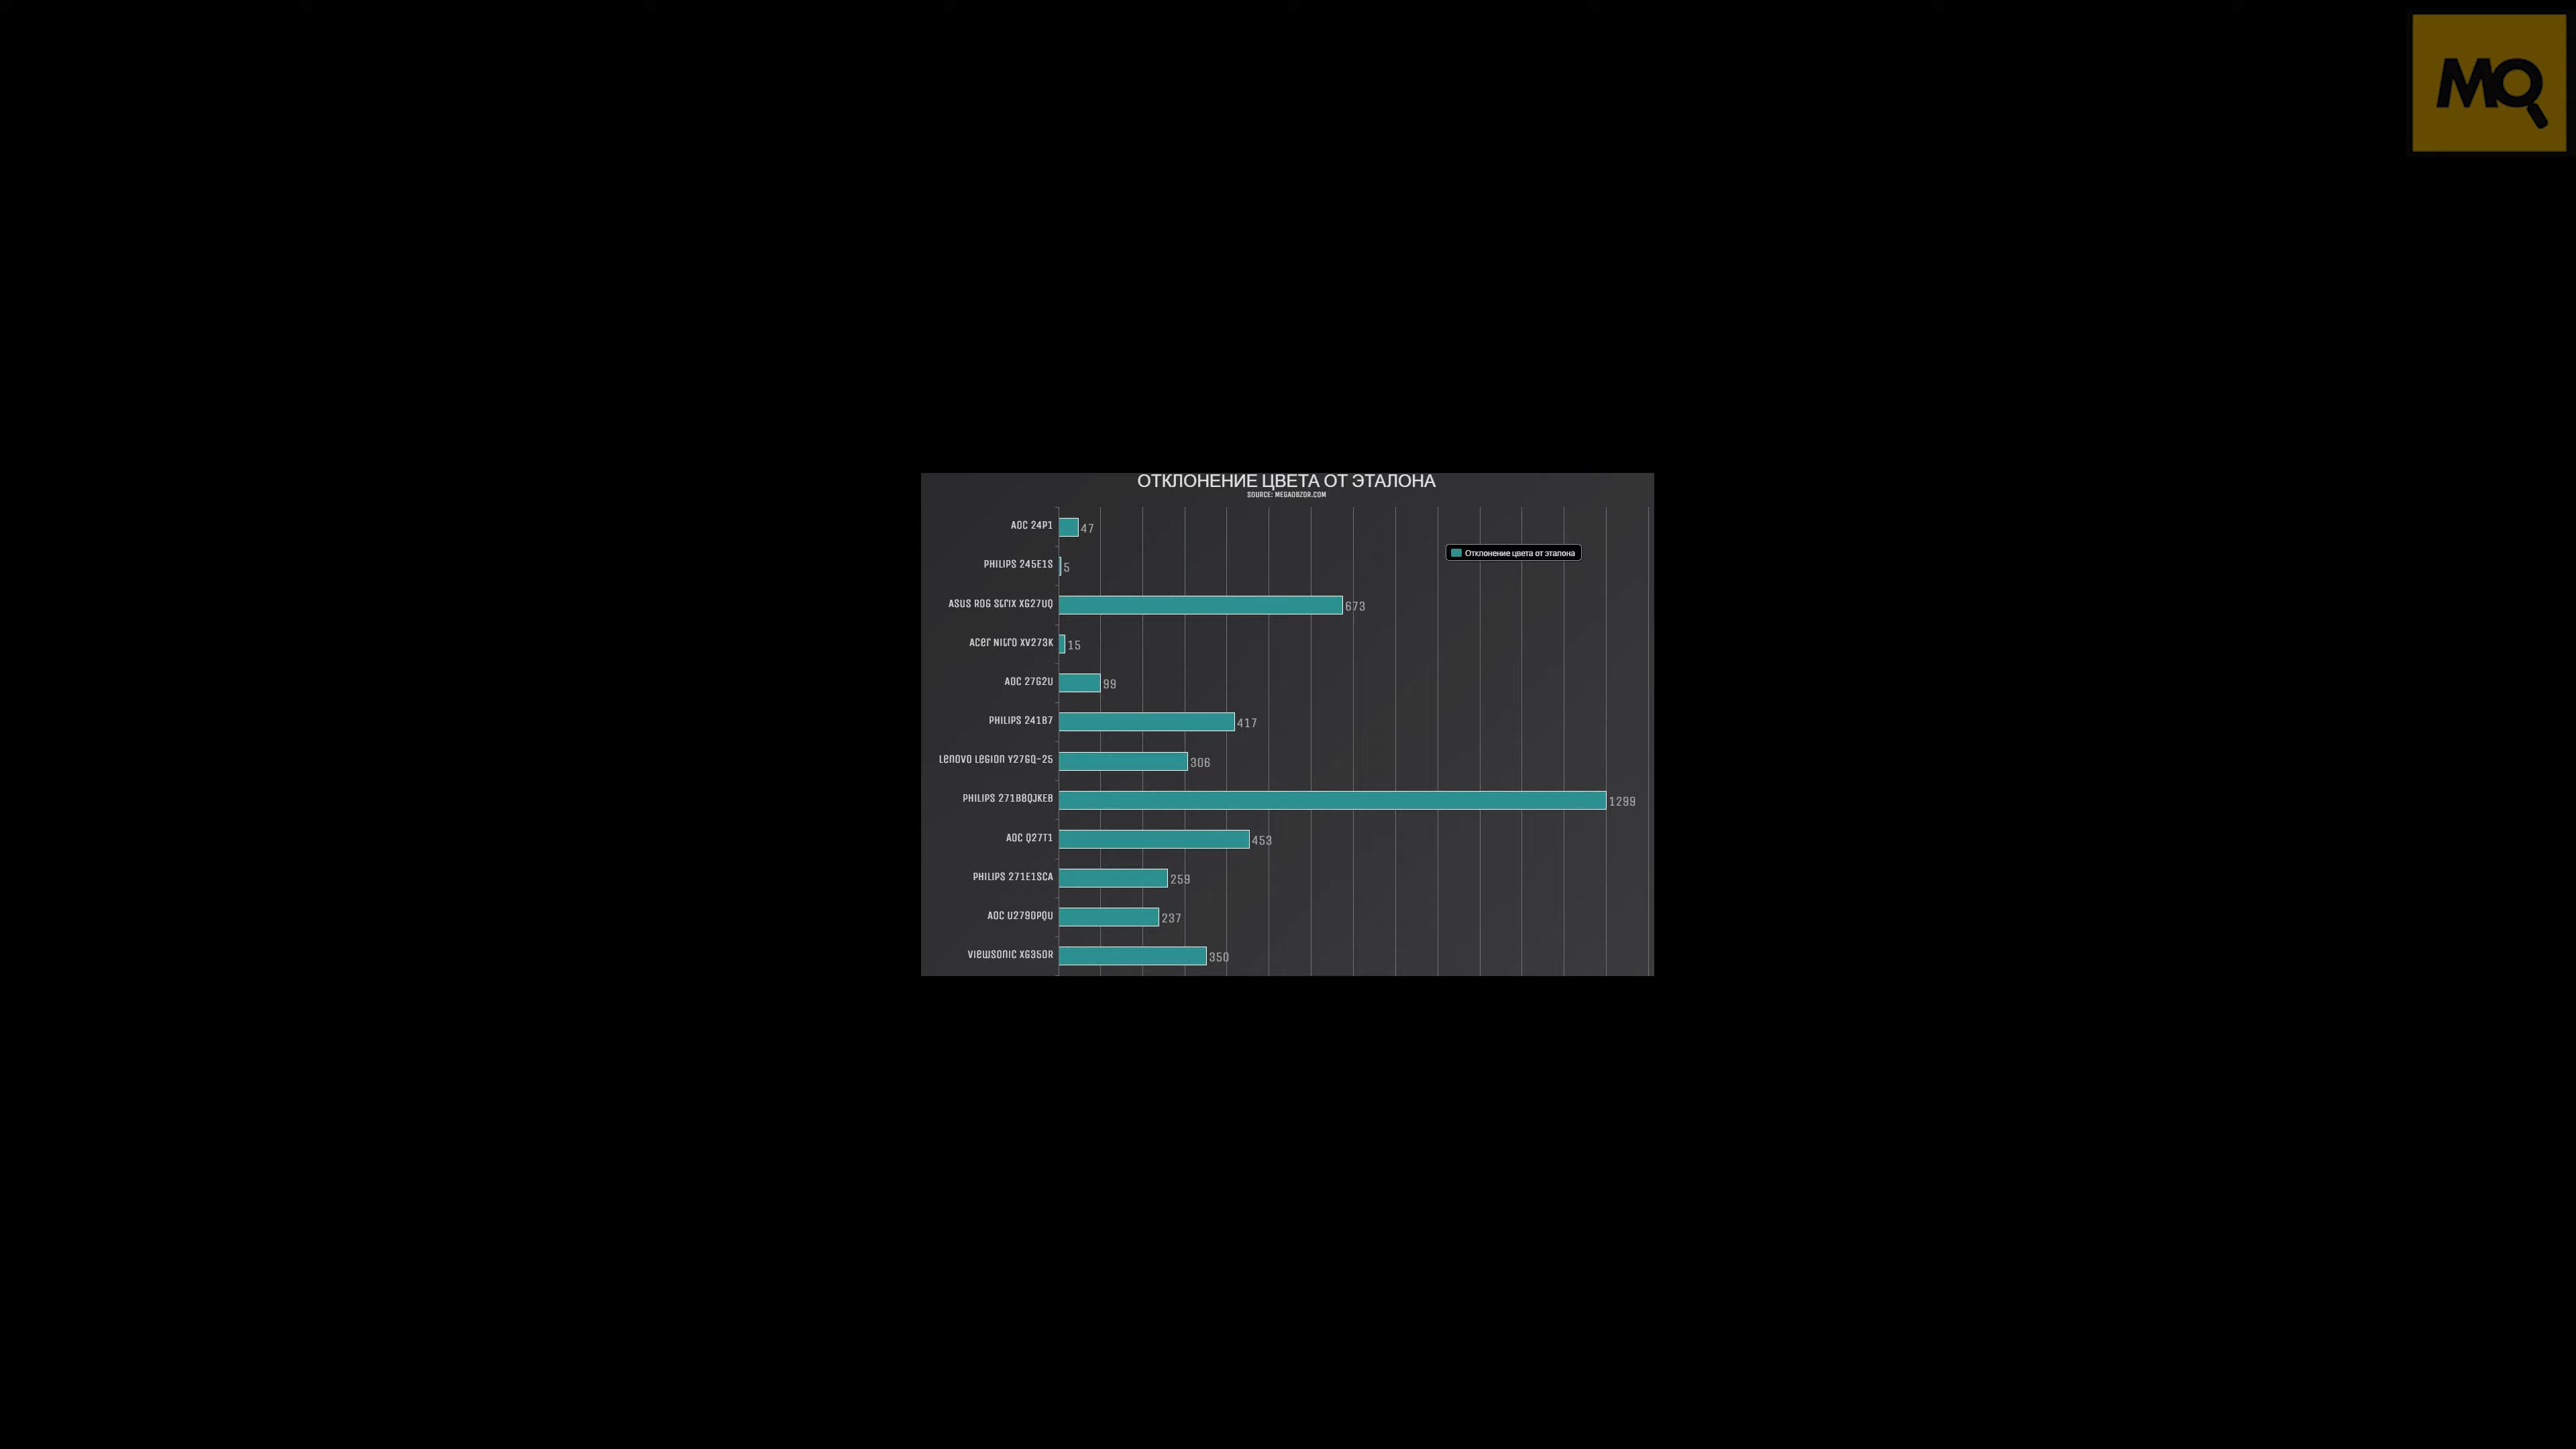 MQ
ОТКЛОНЕНИЕ ЦВЕТА ОТ ЭТАЛОНА
SOURCE: MEGAOBZOR.COM
AOC 24P1 47
Отклонение цвета от эталона
PHILIPS 245E1S 5
ASUS ROG Strix XG27UQ 673
Acer Nitro XV273K 15
AOC 27G2U 99
PHILIPS 241B7 417
Lenovo Legion Y27GQ-25 306
PHILIPS 271B8QJKEB 1299
AOC Q27T1 453
PHILIPS 271E1SCA 259
AOC U2790PQU 237
ViewSonic XG350R 350